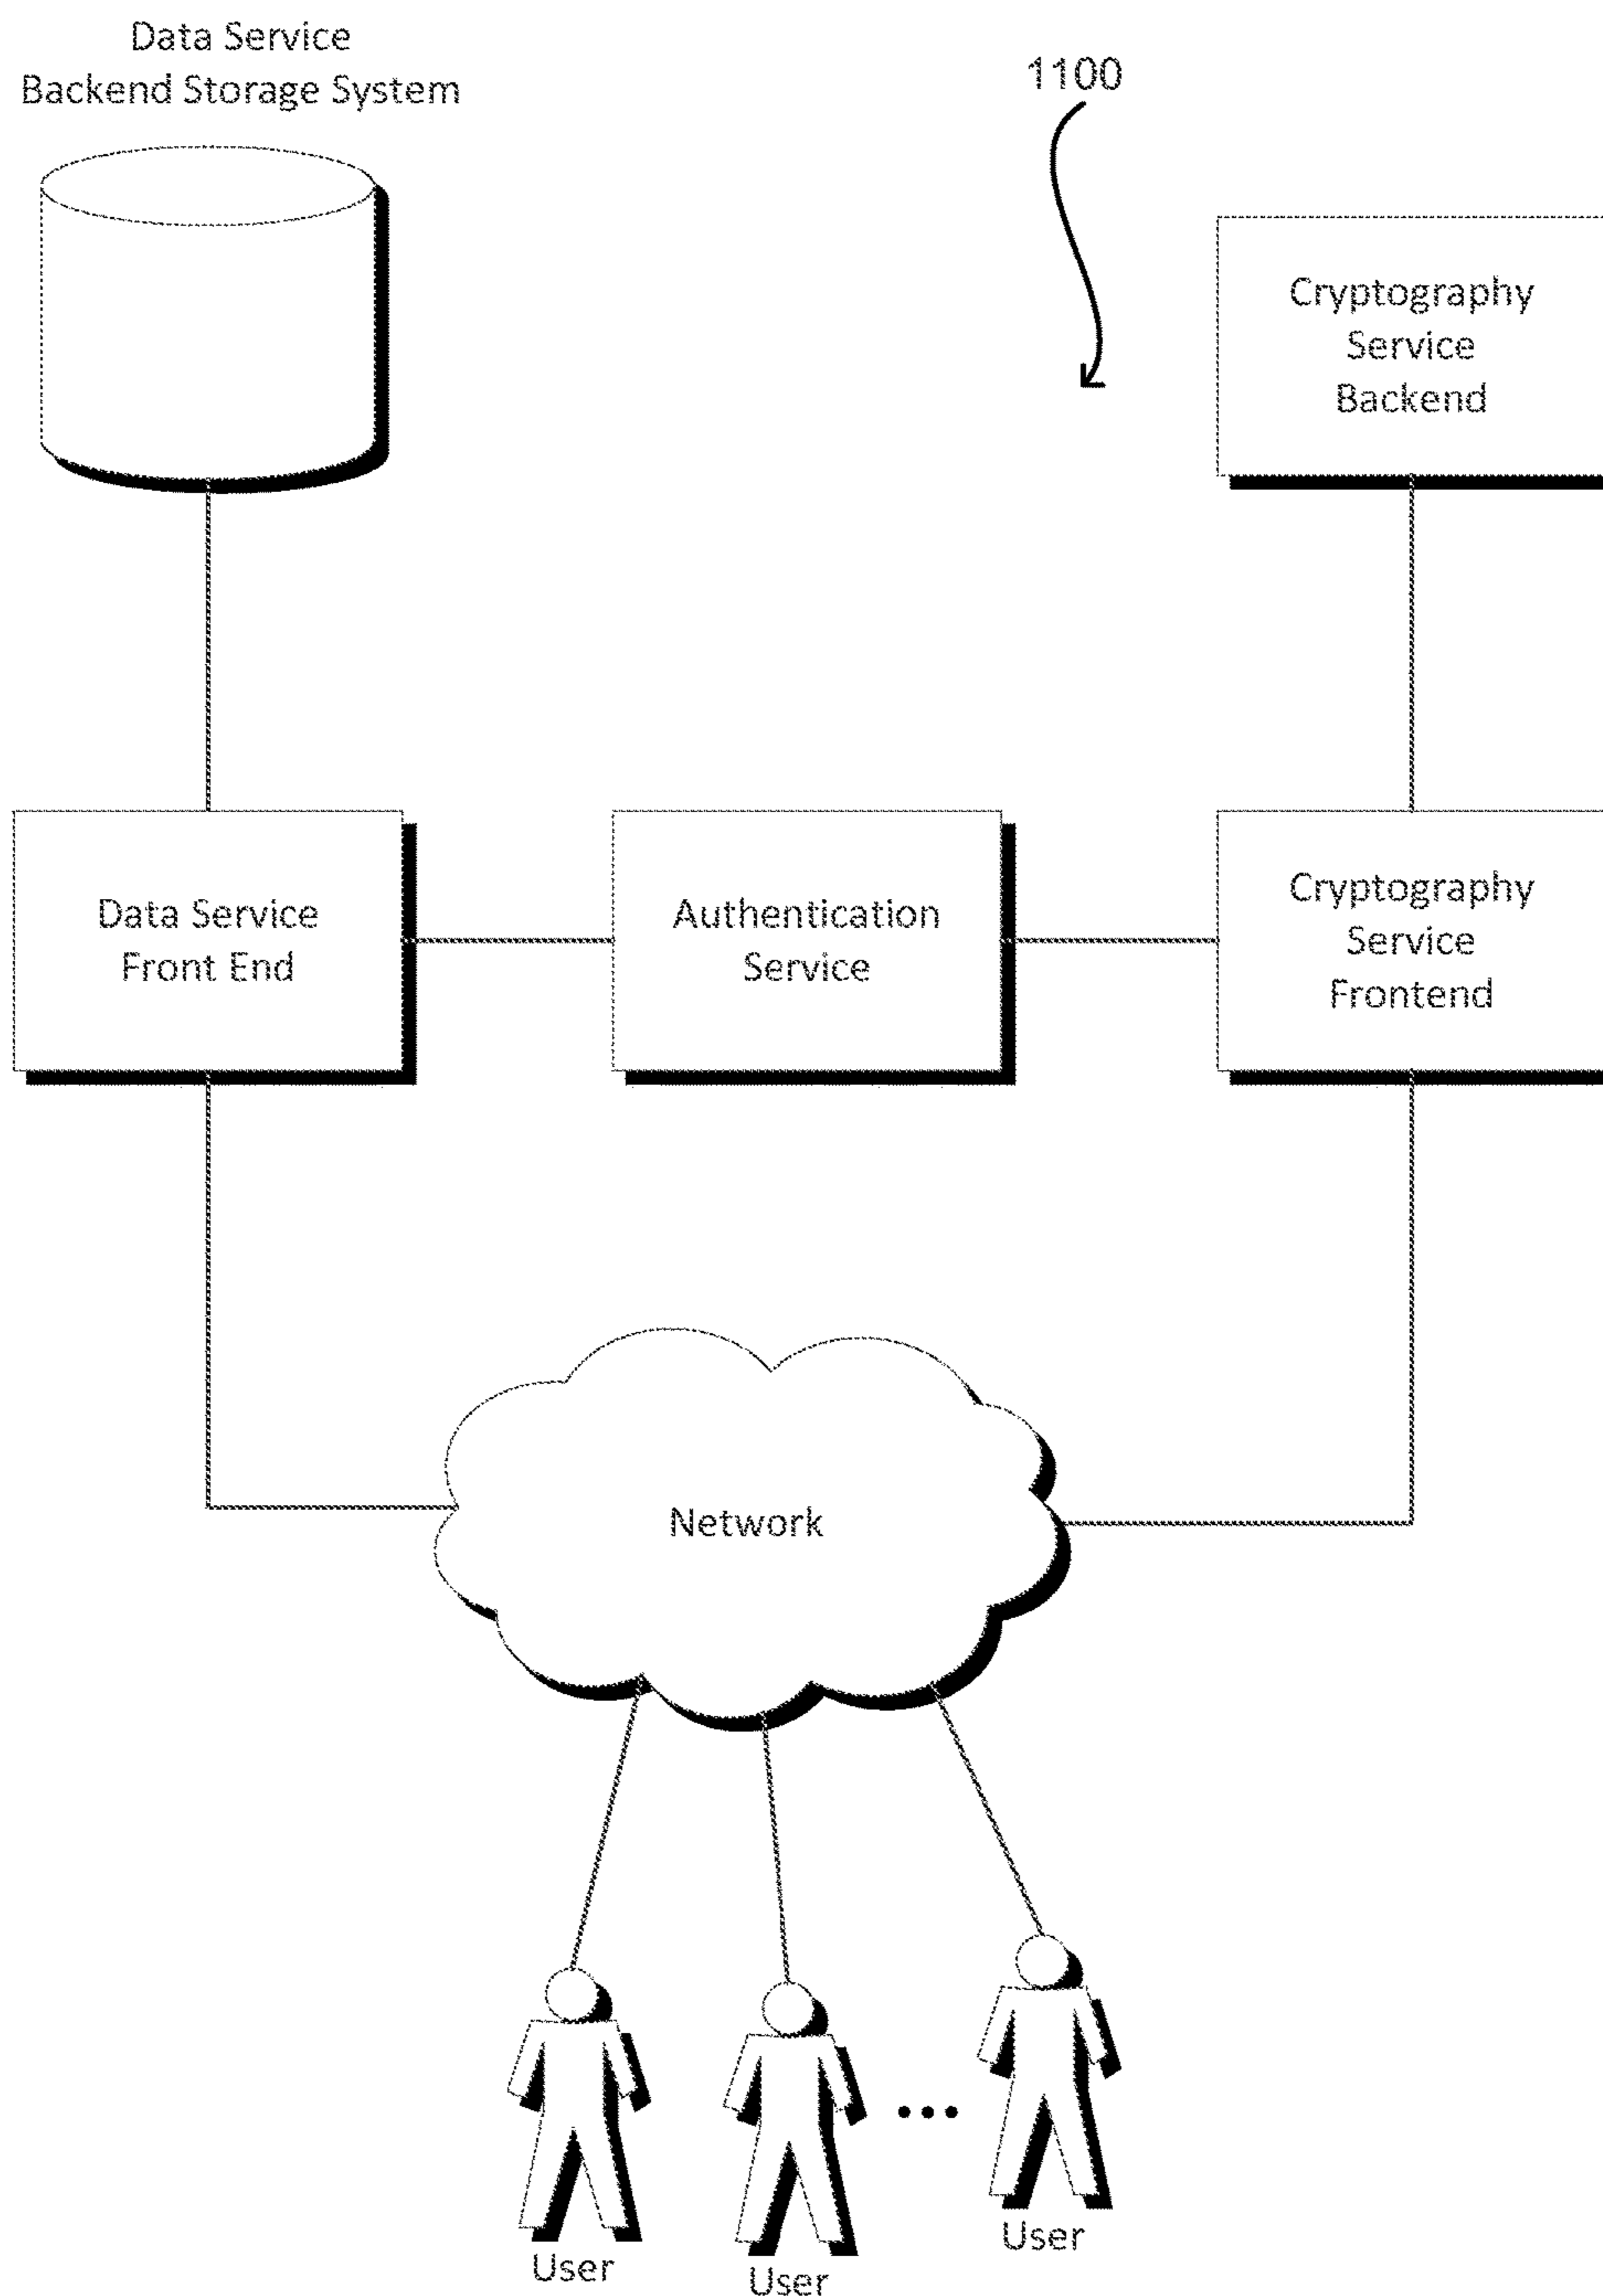 Data Service
Backend Storage System
1100
Cryptography
Service
Backend
Data Service
Front End
Authentication
Service
Cryptography
Service
Frontend
Network
User
User
User